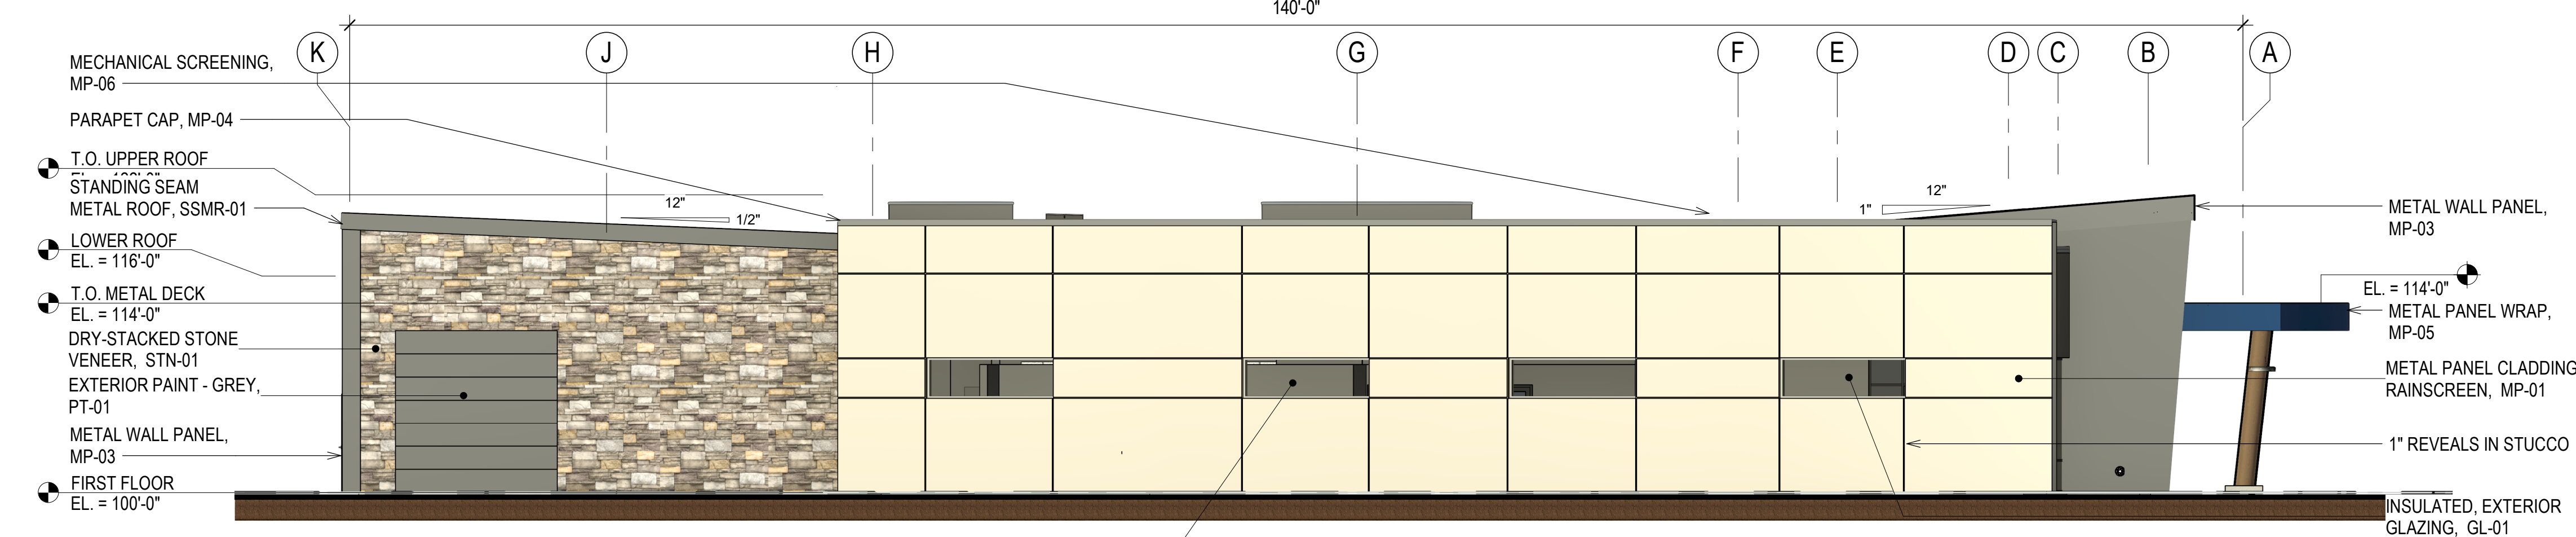 140'-0"
K
J
H
G
F
E
D
C
B
A
MECHANICAL SCREENING,
MP-06
PARAPET CAP, MP-04
T.O. UPPER ROOF
STANDING SEAM
METAL ROOF, SSMR-01
LOWER ROOF
EL. = 116'-0"
T.O. METAL DECK
EL. = 114'-0"
DRY-STACKED STONE
VENEER, STN-01
EXTERIOR PAINT - GREY,
PT-01
METAL WALL PANEL,
MP-03
FIRST FLOOR
EL. = 100'-0"
12"
1/2"
12"
1"
METAL WALL PANEL,
MP-03
EL. = 114'-0"
METAL PANEL WRAP,
MP-05
METAL PANEL CLADDING
RAINSCREEN, MP-01
1" REVEALS IN STUCCO
INSULATED, EXTERIOR
GLAZING, GL-01